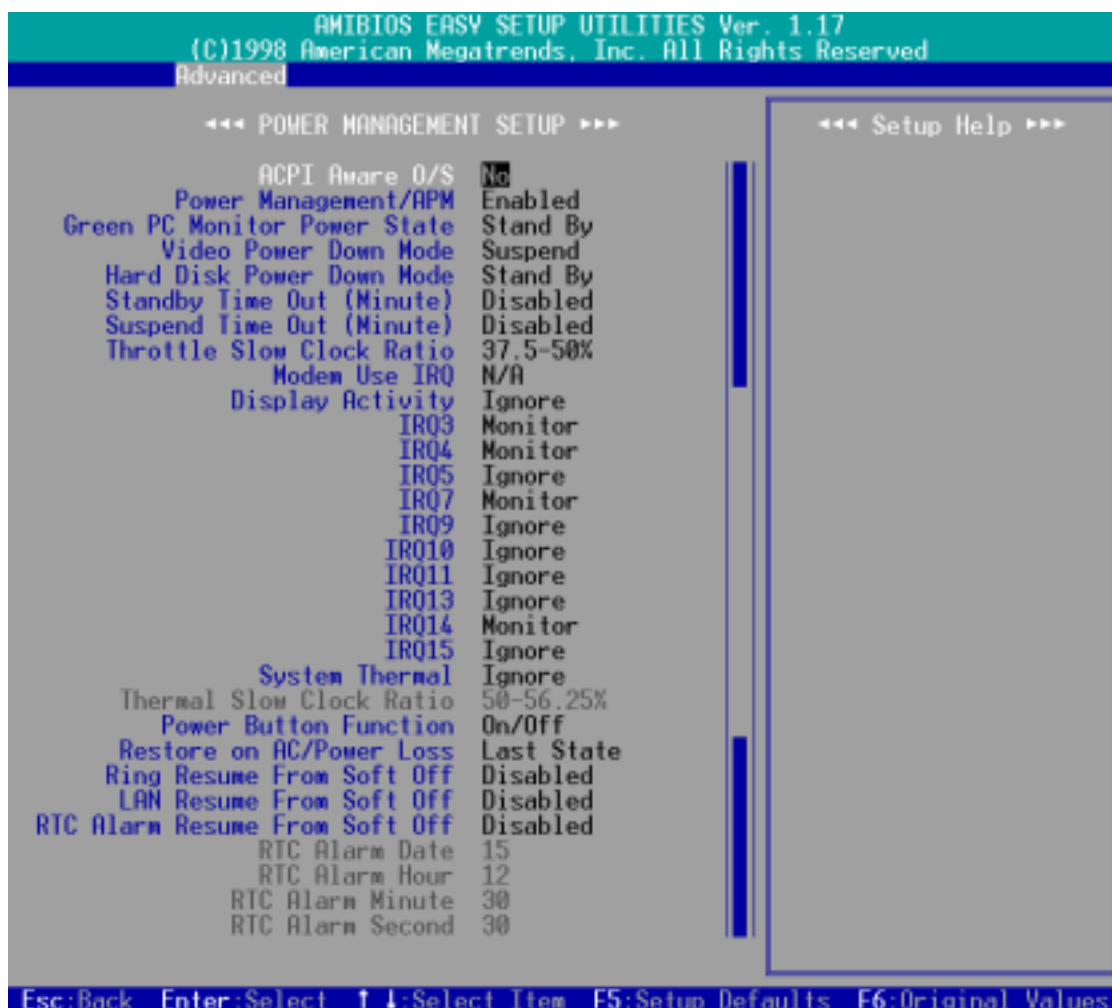 AMIBIOS EASY SETUP UTILITIES Ver. 1.17
(C)1998 American Megatrends, Inc. All Rights Reserved
Advanced
◄◄◄ POWER MANAGEMENT SETUP ►►►
◄◄◄ Setup Help ►►►
ACPI Aware O/S No
Power Management/APM Enabled
Green PC Monitor Power State Stand By
Video Power Down Mode Suspend
Hard Disk Power Down Mode Stand By
Standby Time Out (Minute) Disabled
Suspend Time Out (Minute) Disabled
Throttle Slow Clock Ratio 37.5-50%
Modem Use IRQ N/A
Display Activity Ignore
IRQ3 Monitor
IRQ4 Monitor
IRQ5 Ignore
IRQ7 Monitor
IRQ9 Ignore
IRQ10 Ignore
IRQ11 Ignore
IRQ13 Ignore
IRQ14 Monitor
IRQ15 Ignore
System Thermal Ignore
Thermal Slow Clock Ratio 50-56.25%
Power Button Function On/Off
Restore on AC/Power Loss Last State
Ring Resume From Soft Off Disabled
LAN Resume From Soft Off Disabled
RTC Alarm Resume From Soft Off Disabled
RTC Alarm Date 15
RTC Alarm Hour 12
RTC Alarm Minute 30
RTC Alarm Second 30
Esc:Back Enter:Select ↑ ↓:Select Item F5:Setup Defaults F6:Original Values